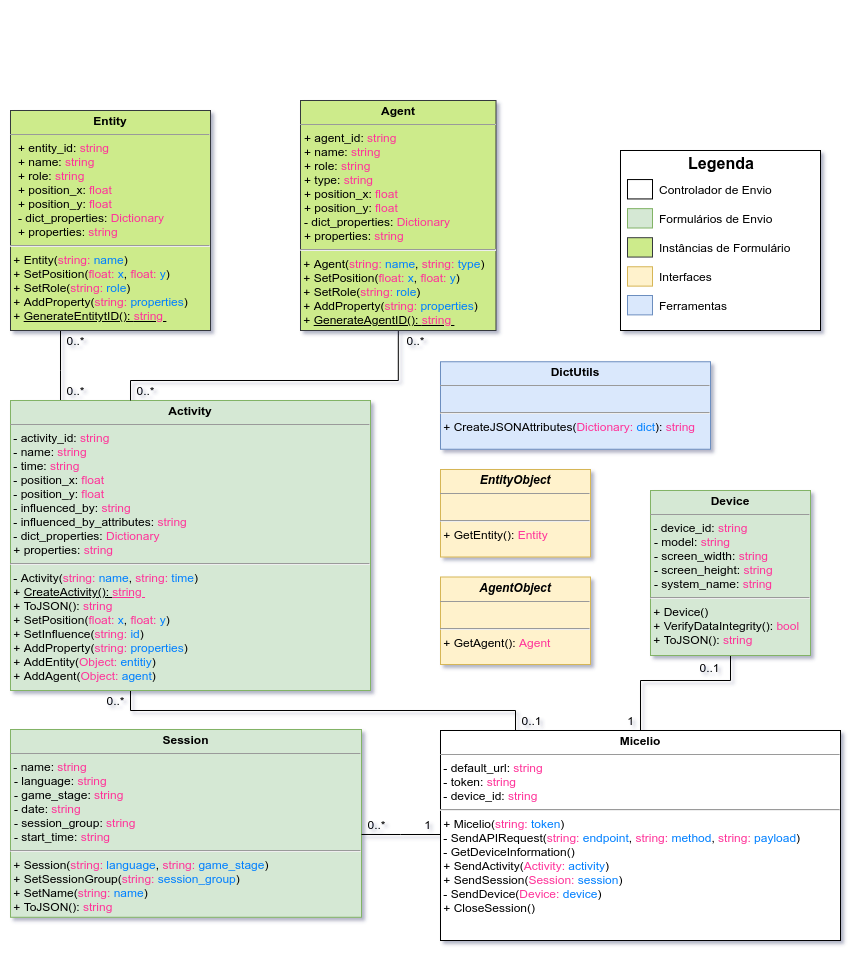 Entity
+ entity_id: string
+ name: string
+ role: string
+ position_x: float
+ position_y: float
- dict_properties: Dictionary
+ properties: string
+ Entity(string: name)
+ SetPosition(float: x, float: y)
+ SetRole(string: role)
+ AddProperty(string: properties)
+ GenerateEntitytID(): string
Agent
+ agent_id: string
+ name: string
+ role: string
+ type: string
+ position_x: float
+ position_y: float
- dict_properties: Dictionary
+ properties: string
+ Agent(string: name, string: type)
+ SetPosition(float: x, float: y)
+ SetRole(string: role)
+ AddProperty(string: properties)
+ GenerateAgentID(): string
Legenda
Controlador de Envio
Formulários de Envio
Instâncias de Formulário
Interfaces
Ferramentas
0..*
0..*
0..*
0..*
DictUtils
+ CreateJSONAttributes(Dictionary: dict): string
Activity
- activity_id: string
- name: string
- time: string
- position_x: float
- position_y: float
- influenced_by: string
- influenced_by_attributes: string
- dict_properties: Dictionary
+ properties: string
- Activity(string: name, string: time)
+ CreateActivity(): string
+ ToJSON(): string
+ SetPosition(float: x, float: y)
+ SetInfluence(string: id)
+ AddProperty(string: properties)
+ AddEntity(Object: entitiy)
+ AddAgent(Object: agent)
EntityObject
+ GetEntity(): Entity
AgentObject
+ GetAgent(): Agent
Device
- device_id: string
- model: string
- screen_width: string
- screen_height: string
- system_name: string
+ Device()
+ VerifyDataIntegrity(): bool
+ ToJSON(): string
0..1
0..*
0..1
1
Session
- name: string
- language: string
- game_stage: string
- date: string
- session_group: string
- start_time: string
+ Session(string: language, string: game_stage)
+ SetSessionGroup(string: session_group)
+ SetName(string: name)
+ ToJSON(): string
0..*
1
Micelio
- default_url: string
- token: string
- device_id: string
+ Micelio(string: token)
- SendAPIRequest(string: endpoint, string: method, string: payload)
- GetDeviceInformation()
+ SendActivity(Activity: activity)
+ SendSession(Session: session)
- SendDevice(Device: device)
+ CloseSession()